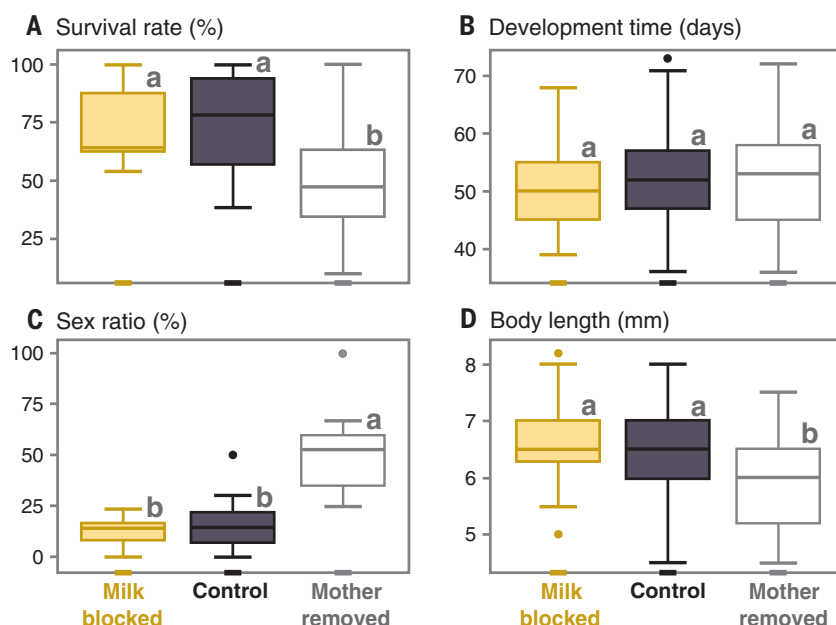 A Survival rate (%)
100
75
50
25
a
a
b
B Development time (days)
70
60
50
40
a
a
a
C Sex ratio (%)
100
75
50
25
0
b
b
a
D Body length (mm)
8
7
6
5
a
a
b
Milk
blocked
Control
Mother
removed
Milk
blocked
Control
Mother
removed